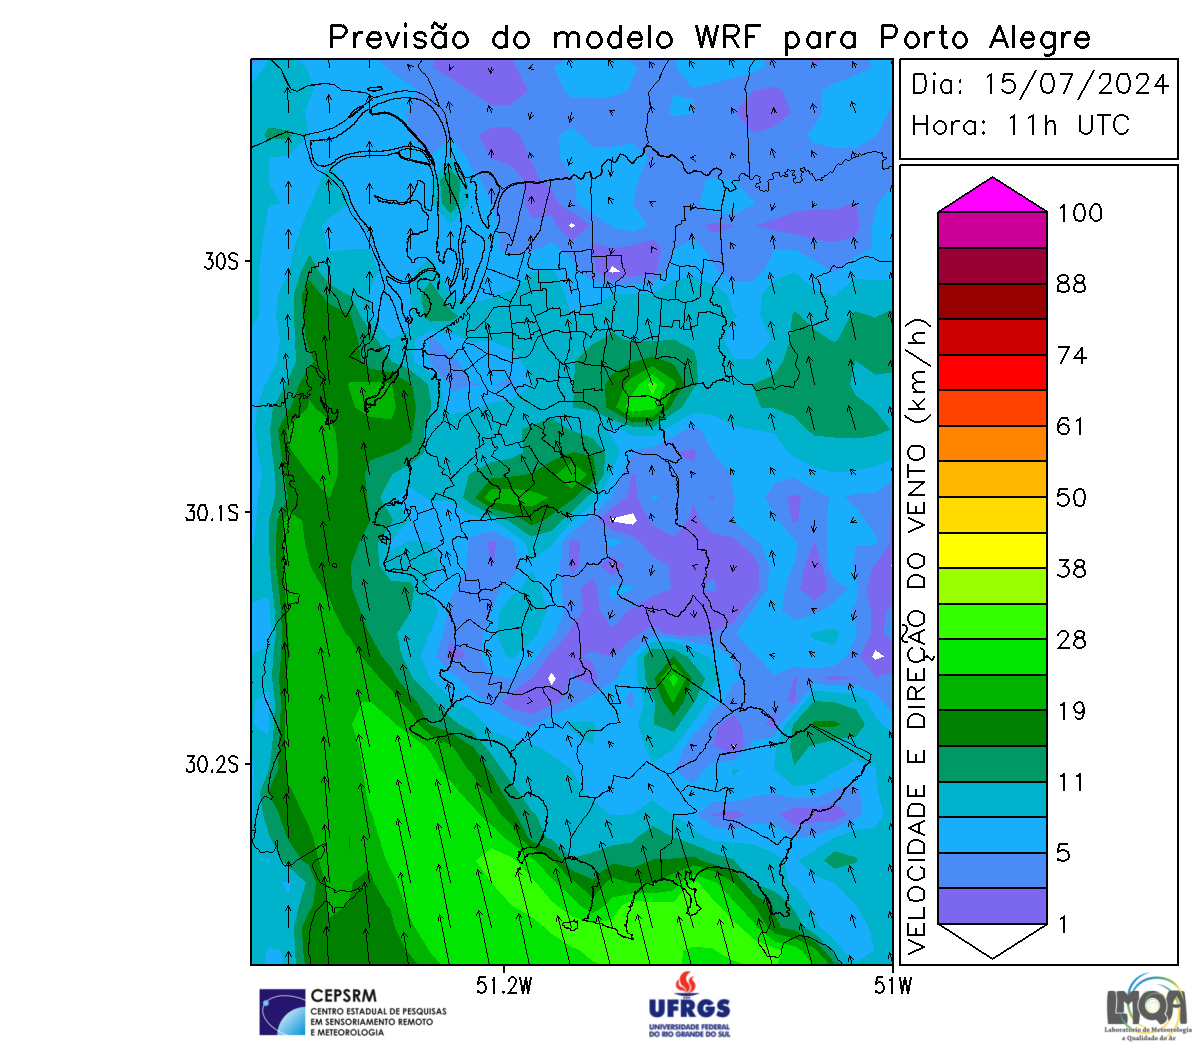 Previsão do modelo WRF para Porto Alegre
Dia: 15/07/2024
Hora: 11h UTC
30S
30.1S
30.2S
51.2W
51W
VELOCIDADE E DIREÇÃO DO VENTO (km/h)
100
88
74
61
50
38
28
19
11
5
1
CEPSRM
CENTRO ESTADUAL DE PESQUISAS
EM SENSORIAMENTO REMOTO
E METEOROLOGIA
UFRGS
UNIVERSIDADE FEDERAL
DO RIO GRANDE DO SUL
LMQA
Laboratório de Meteorologia
e Qualidade do Ar